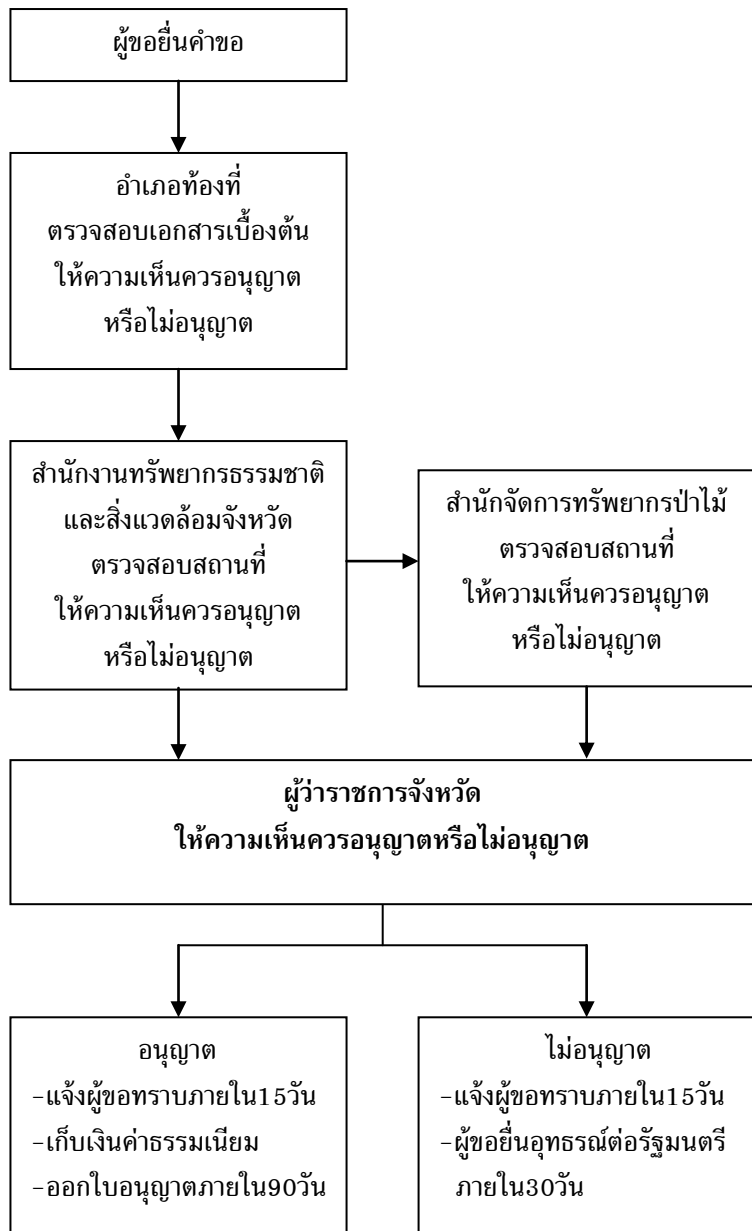 ผู้ขอยื่นคำขอ
อำเภอท้องที่
ตรวจสอบเอกสารเบื้องต้น
ให้ความเห็นควรอนุญาต
หรือไม่อนุญาต
สำนักงานทรัพยากรธรรมชาติ
และสิ่งแวดล้อมจังหวัด
ตรวจสอบสถานที่
ให้ความเห็นควรอนุญาต
หรือไม่อนุญาต
สำนักจัดการทรัพยากรป่าไม้
ตรวจสอบสถานที่
ให้ความเห็นควรอนุญาต
หรือไม่อนุญาต
ผู้ว่าราชการจังหวัด
ให้ความเห็นควรอนุญาตหรือไม่อนุญาต
อนุญาต
-แจ้งผู้ขอทราบภายใน15วัน
-เก็บเงินค่าธรรมเนียม
-ออกใบอนุญาตภายใน90วัน
ไม่อนุญาต
-แจ้งผู้ขอทราบภายใน15วัน
-ผู้ขอยื่นอุทธรณ์ต่อรัฐมนตรี
ภายใน30วัน